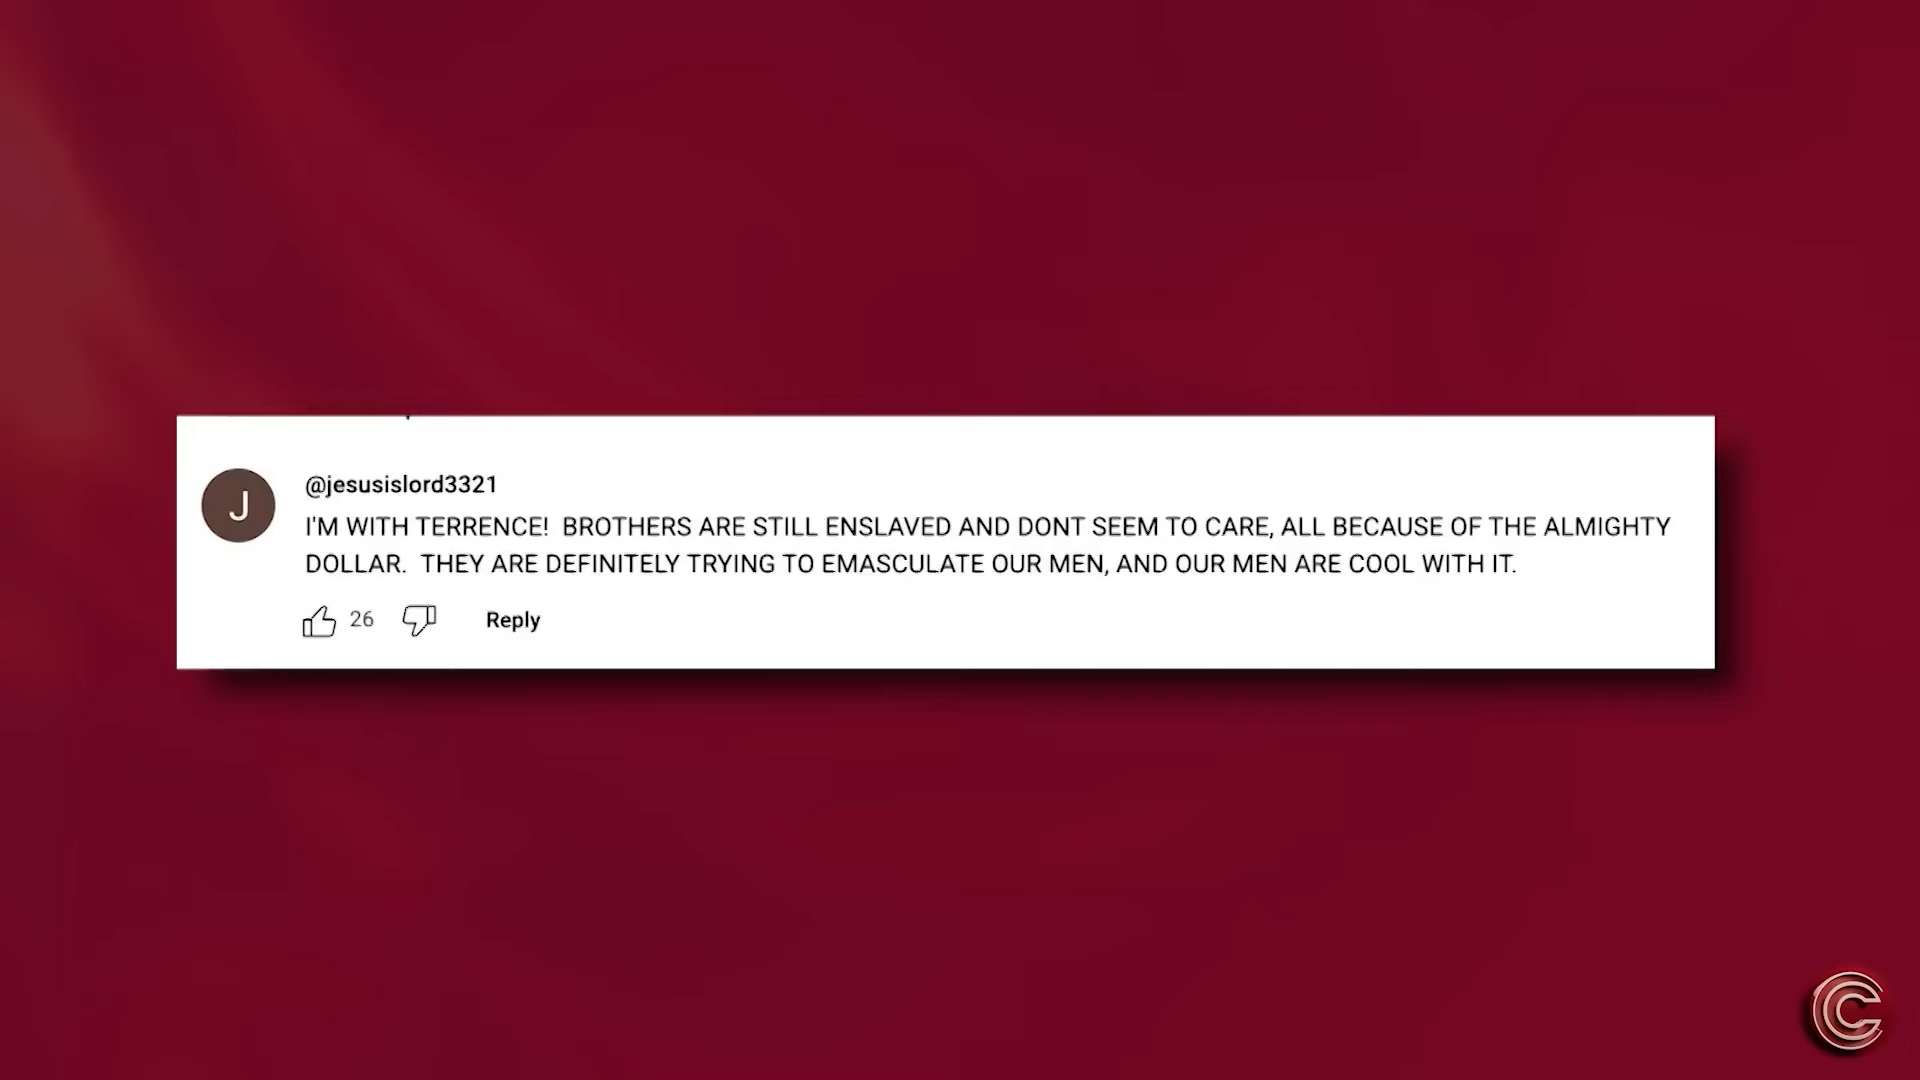 @jesusislord3321
I'M WITH TERRENCE!  BROTHERS ARE STILL ENSLAVED AND DONT SEEM TO CARE, ALL BECAUSE OF THE ALMIGHTY
DOLLAR.  THEY ARE DEFINITELY TRYING TO EMASCULATE OUR MEN, AND OUR MEN ARE COOL WITH IT.
26 Reply
J
C